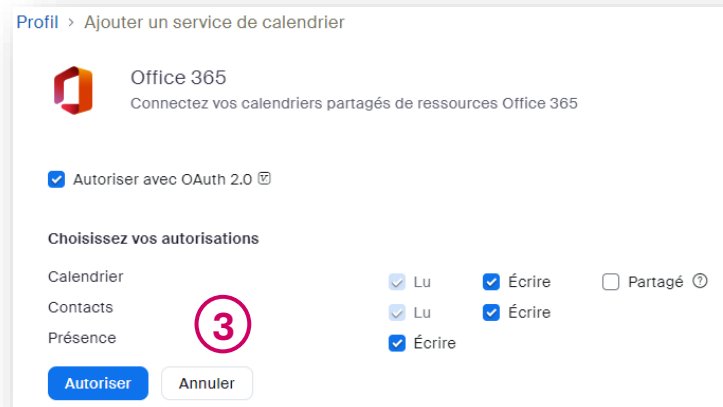 Profil > Ajouter un service de calendrier
Office 365
Connectez vos calendriers partagés de ressources Office 365
Autoriser avec OAuth 2.0
Choisissez vos autorisations
Calendrier Lu Écrire Partagé
Contacts Lu Écrire
Présence Écrire
3
Autoriser Annuler